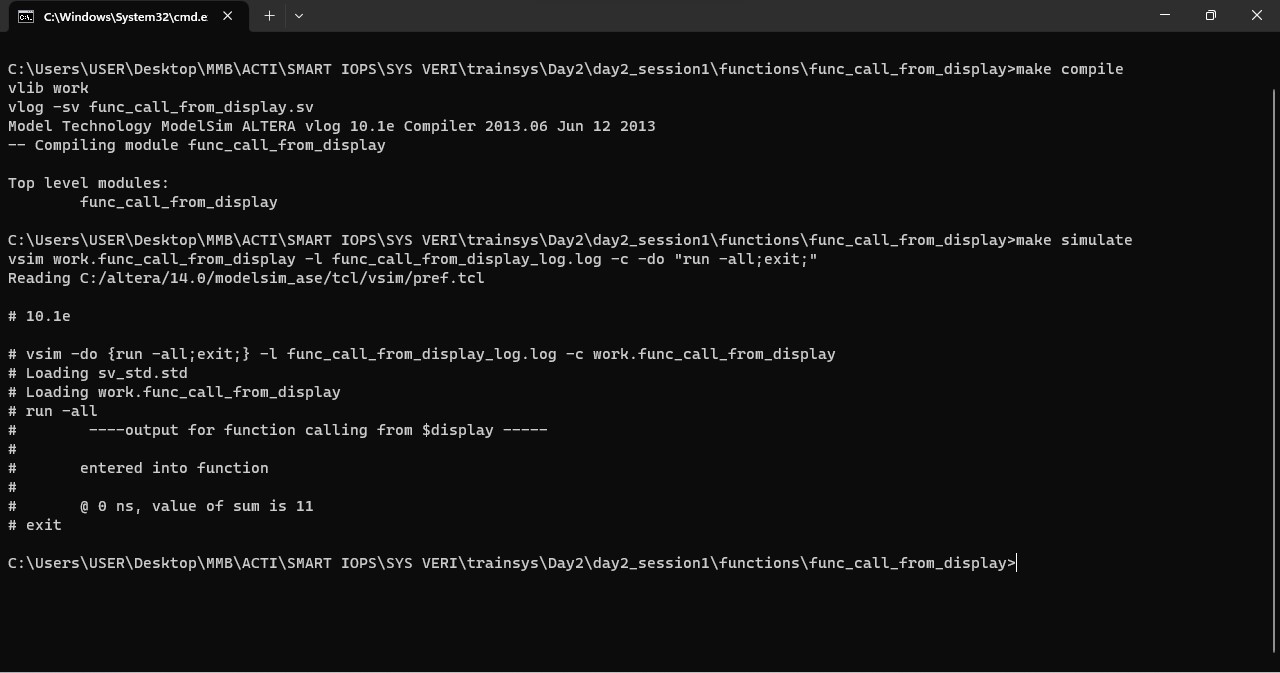 C:\Windows\System32\cmd.e
C:\Users\USER\Desktop\MMB\ACTI\SMART IOPS\SYS VERI\trainsys\Day2\day2_session1\functions\func_call_from_display>make compile
vlib work
vlog -sv func_call_from_display.sv
Model Technology ModelSim ALTERA vlog 10.1e Compiler 2013.06 Jun 12 2013
-- Compiling module func_call_from_display
Top level modules:
func_call_from_display
C:\Users\USER\Desktop\MMB\ACTI\SMART IOPS\SYS VERI\trainsys\Day2\day2_session1\functions\func_call_from_display>make simulate
vsim work.func_call_from_display -l func_call_from_display_log.log -c -do "run -all;exit;"
Reading C:/altera/14.0/modelsim_ase/tcl/vsim/pref.tcl
# 10.1e
# vsim -do {run -all;exit;} -l func_call_from_display_log.log -c work.func_call_from_display
# Loading sv_std.std
# Loading work.func_call_from_display
# run -all
# ----output for function calling from $display -----
#
# entered into function
#
# @ 0 ns, value of sum is 11
# exit
C:\Users\USER\Desktop\MMB\ACTI\SMART IOPS\SYS VERI\trainsys\Day2\day2_session1\functions\func_call_from_display>